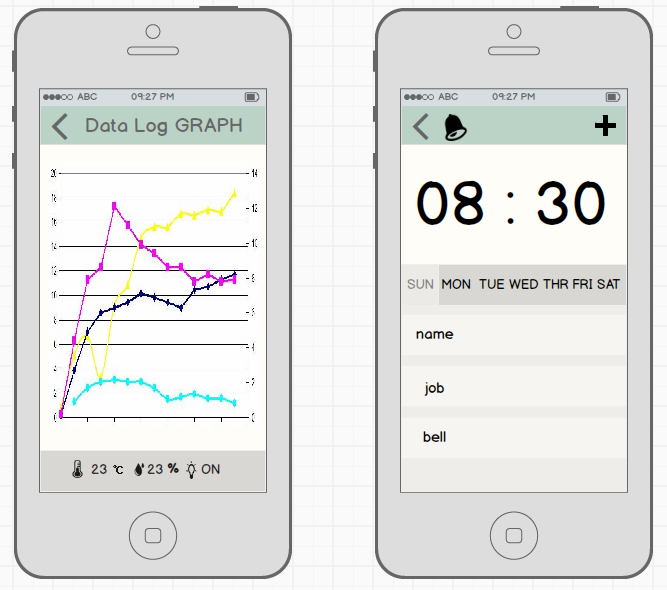 ABC 09:27 PM
Data Log GRAPH
20 14
18
16 12
14 10
12
10 8
8 6
6 4
4
2 2
0 0
23 °C 23 % ON
ABC 09:27 PM
08 : 30
SUN MON TUE WED THR FRI SAT
name
job
bell